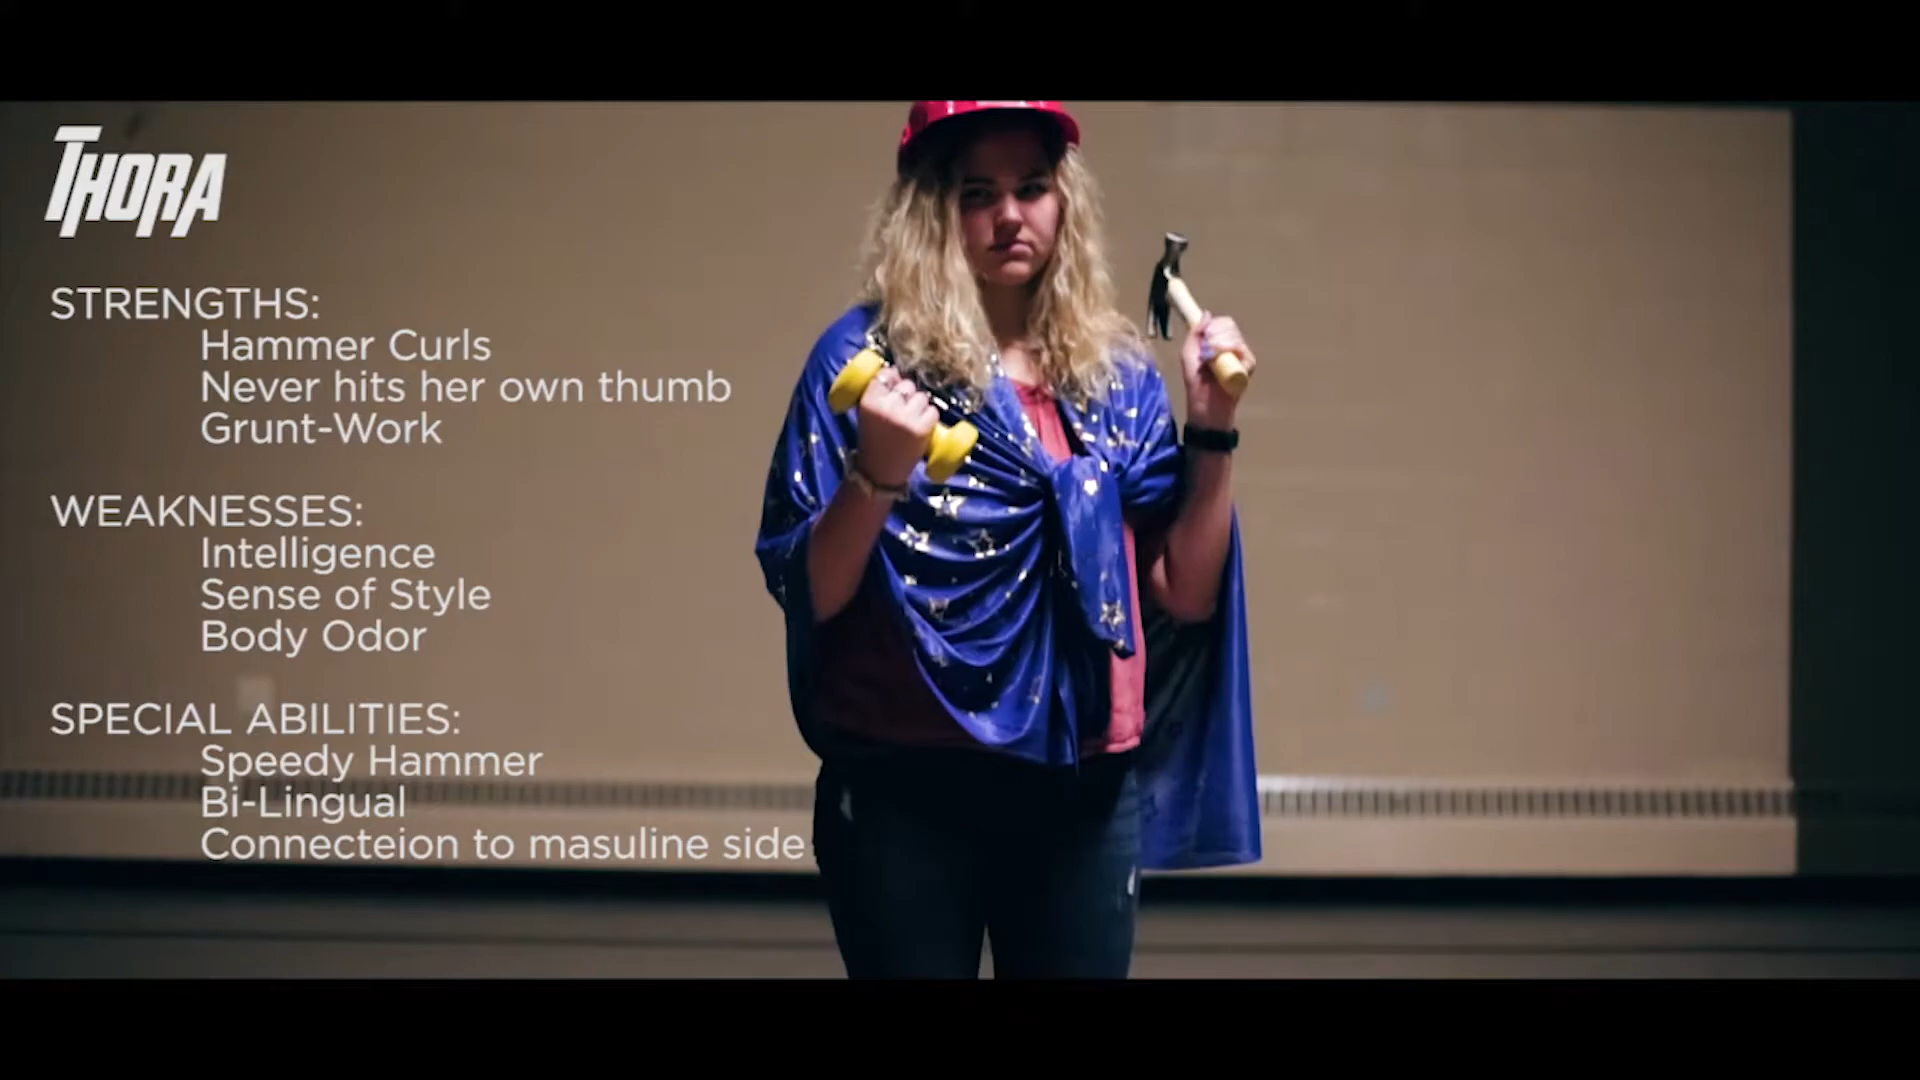 THORA
STRENGTHS:
Hammer Curls
Never hits her own thumb
Grunt-Work
WEAKNESSES:
Intelligence
Sense of Style
Body Odor
SPECIAL ABILITIES:
Speedy Hammer
Bi-Lingual
Connecteion to masuline side